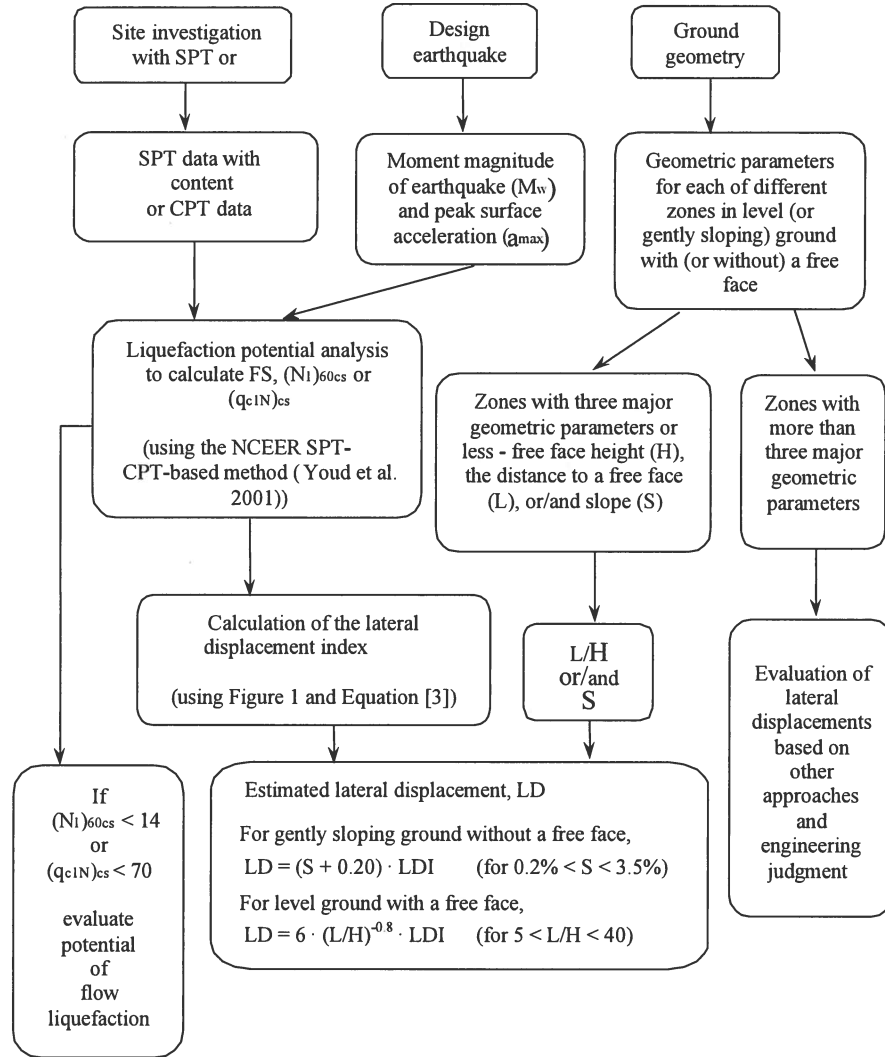 Site investigation
with SPT or
Design
earthquake
Ground
geometry
SPT data with
content
or CPT data
Moment magnitude
of earthquake (Mw)
and peak surface
acceleration (amax)
Geometric parameters
for each of different
zones in level (or
gently sloping) ground
with (or without) a free
face
Liquefaction potential analysis
to calculate FS, (N1)60cs or
(qc1N)cs
(using the NCEER SPT-
CPT-based method ( Youd et al.
2001))
Zones with three major
geometric parameters or
less - free face height (H),
the distance to a free face
(L), or/and slope (S)
Zones with
more than
three major
geometric
parameters
Calculation of the lateral
displacement index
(using Figure 1 and Equation [3])
L/H
or/and
S
Evaluation of
lateral
displacements
based on
other
approaches
and
engineering
judgment
If
(N1)60cs < 14
or
(qc1N)cs < 70
evaluate
potential
of
flow
liquefaction
Estimated lateral displacement, LD
For gently sloping ground without a free face,
LD = (S + 0.20) · LDI (for 0.2% < S < 3.5%)
For level ground with a free face,
LD = 6 · (L/H)^-0.8 · LDI (for 5 < L/H < 40)